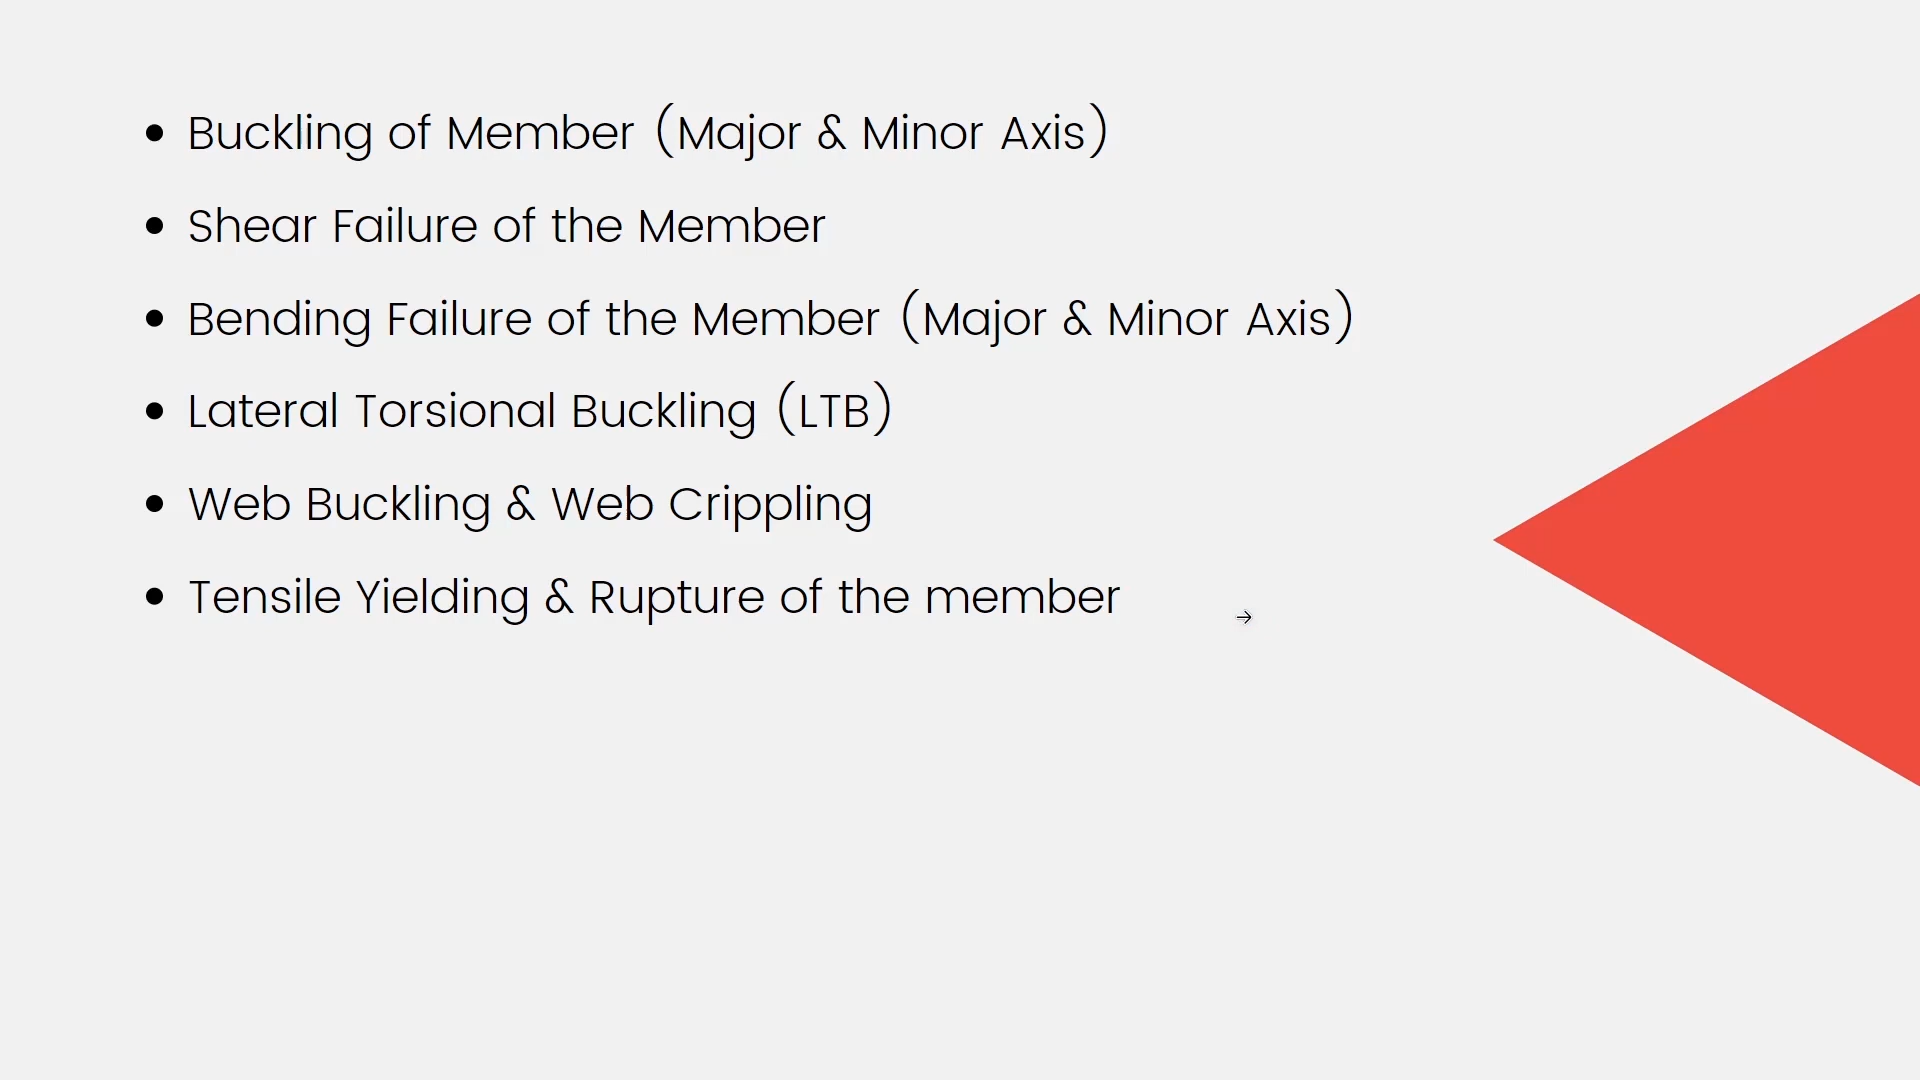 • Buckling of Member (Major & Minor Axis)
• Shear Failure of the Member
• Bending Failure of the Member (Major & Minor Axis)
• Lateral Torsional Buckling (LTB)
• Web Buckling & Web Crippling
• Tensile Yielding & Rupture of the member